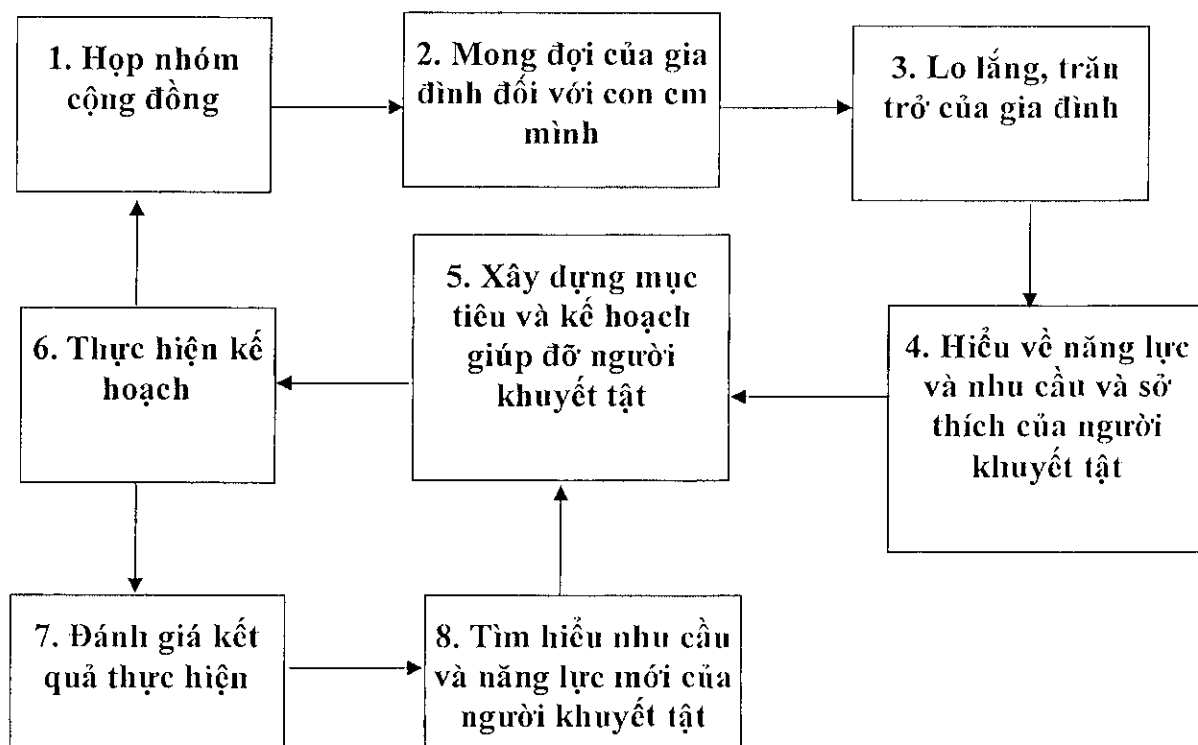 1. Họp nhóm
cộng đồng
2. Mong đợi của gia
đình đối với con cm
mình
3. Lo lắng, trăn
trở của gia đình
4. Hiểu về năng lực
và nhu cầu và sở
thích của người
khuyết tật
5. Xây dựng mục
tiêu và kế hoạch
giúp đỡ người
khuyết tật
6. Thực hiện kế
hoạch
7. Đánh giá kết
quả thực hiện
8. Tìm hiểu nhu cầu
và năng lực mới của
người khuyết tật